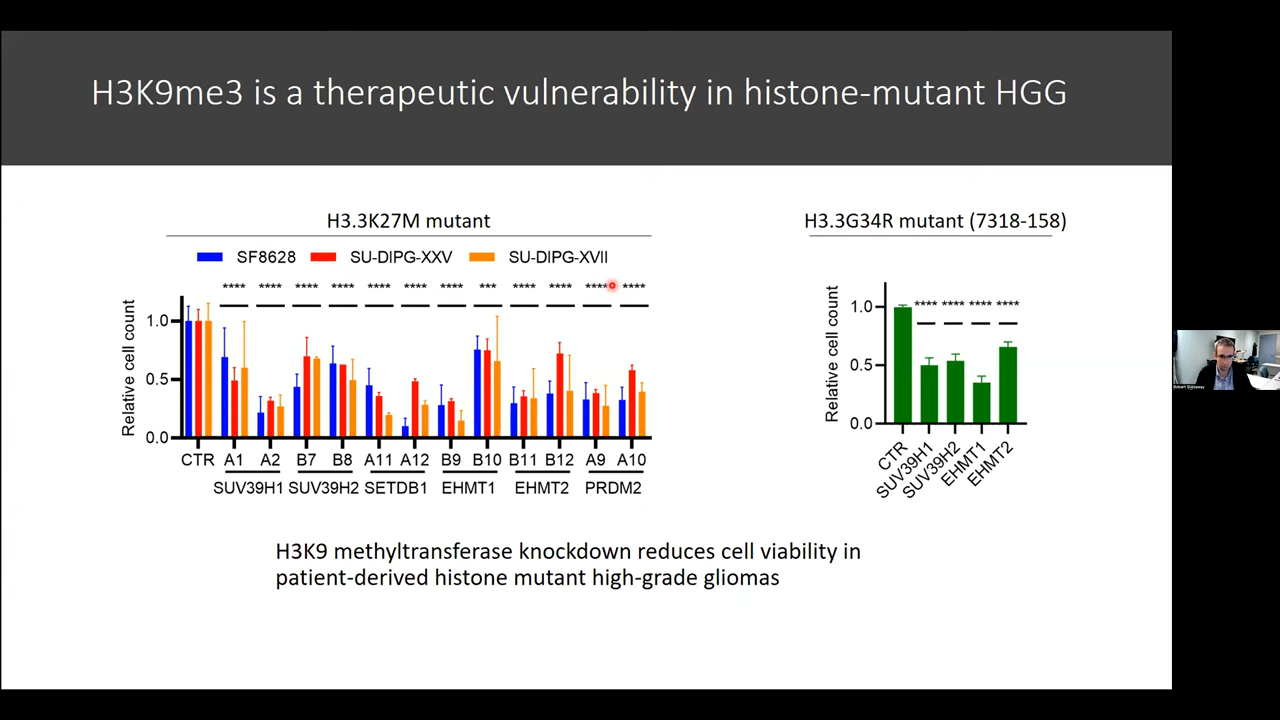 H3K9me3 is a therapeutic vulnerability in histone-mutant HGG
H3.3K27M mutant
SF8628 SU-DIPG-XXV SU-DIPG-XVII
**** **** **** **** **** **** **** *** **** **** **** ****
Relative cell count
1.0
0.5
0.0
CTR A1 A2 B7 B8 A11 A12 B9 B10 B11 B12 A9 A10
SUV39H1 SUV39H2 SETDB1 EHMT1 EHMT2 PRDM2
H3.3G34R mutant (7318-158)
**** **** **** ****
Relative cell count
1.0
0.5
0.0
CTR
SUV39H1
SUV39H2
EHMT1
EHMT2
H3K9 methyltransferase knockdown reduces cell viability in
patient-derived histone mutant high-grade gliomas
Robert Siddaway